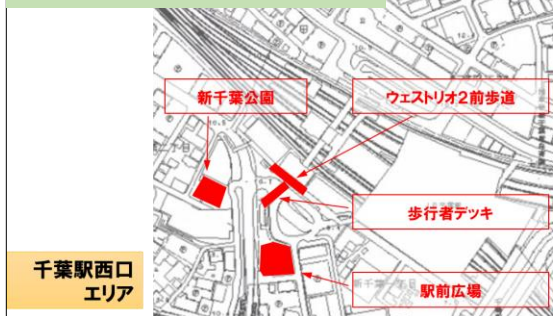 新千葉公園
ウェストリオ2前歩道
歩行者デッキ
駅前広場
千葉駅西口
エリア